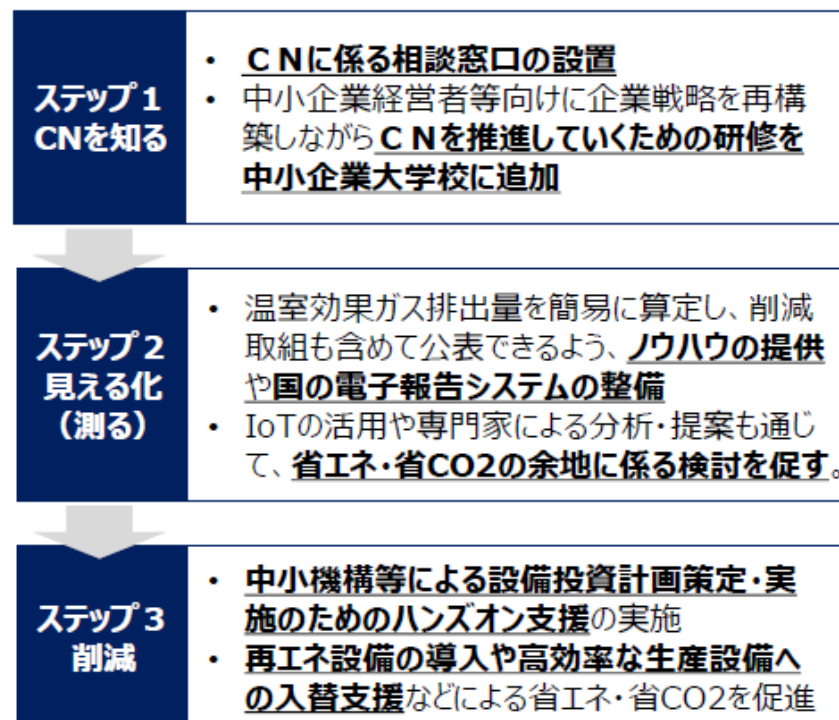 ステップ１
CNを知る
• ＣＮに係る相談窓口の設置
• 中小企業経営者等向けに企業戦略を再構
築しながらＣＮを推進していくための研修を
中小企業大学校に追加
ステップ２
見える化
（測る）
• 温室効果ガス排出量を簡易に算定し、削減
取組も含めて公表できるよう、ノウハウの提供
や国の電子報告システムの整備
• IoTの活用や専門家による分析・提案も通じ
て、省エネ・省CO2の余地に係る検討を促す。
ステップ３
削減
• 中小機構等による設備投資計画策定・実
施のためのハンズオン支援の実施
• 再エネ設備の導入や高効率な生産設備へ
の入替支援などによる省エネ・省CO2を促進